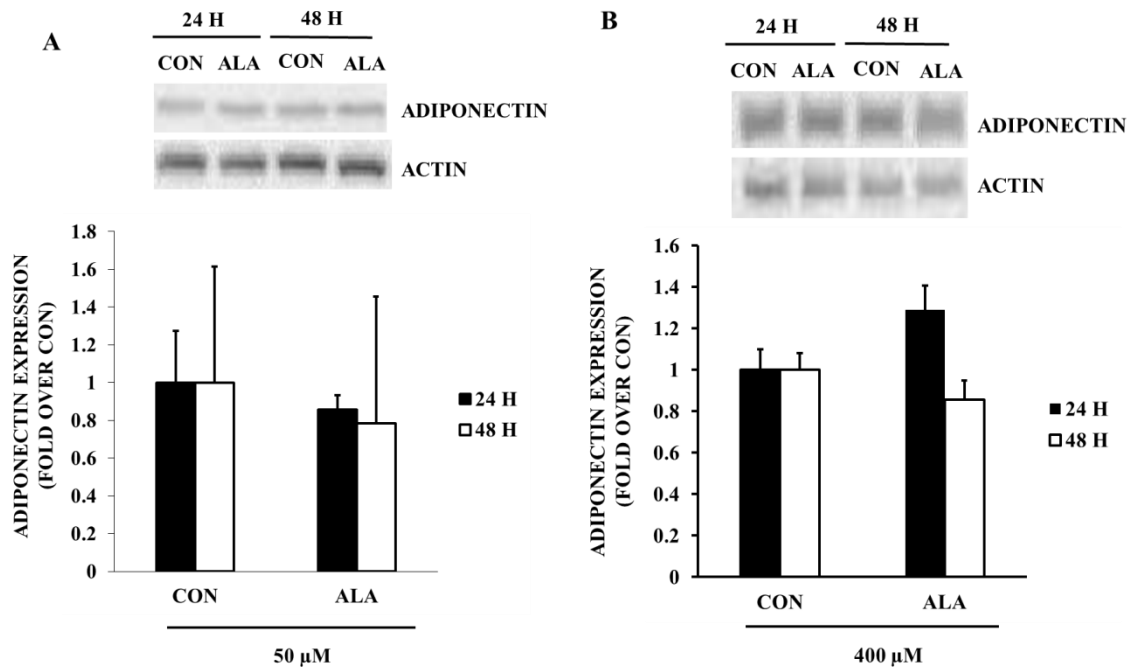 A
24 H 48 H
CON ALA CON ALA
ADIPONECTIN
ACTIN
ADIPONECTIN EXPRESSION
(FOLD OVER CON)
1.8
1.6
1.4
1.2
1
0.8
0.6
0.4
0.2
0
CON ALA
50 µM
24 H
48 H
B
24 H 48 H
CON ALA CON ALA
ADIPONECTIN
ACTIN
ADIPONECTIN EXPRESSION
(FOLD OVER CON)
1.6
1.4
1.2
1
0.8
0.6
0.4
0.2
0
CON ALA
400 µM
24 H
48 H